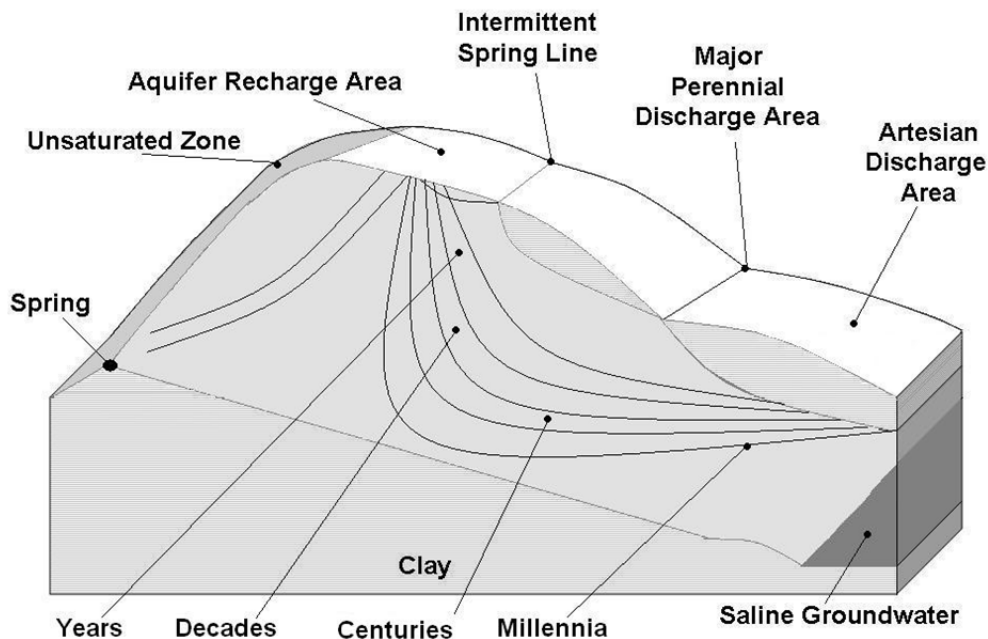 Intermittent
Spring Line
Major
Perennial
Discharge Area
Aquifer Recharge Area
Artesian
Discharge
Area
Unsaturated Zone
Spring
Clay
Years
Decades
Centuries
Millennia
Saline Groundwater